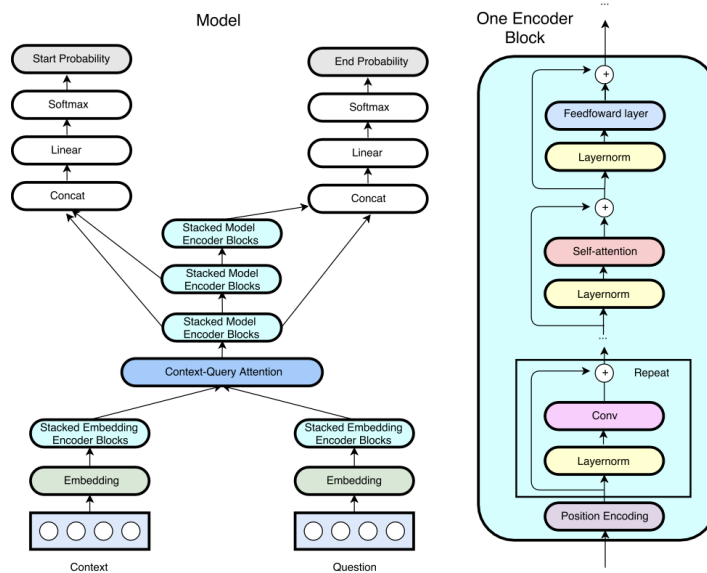 Model
Start Probability
Softmax
Linear
Concat
End Probability
Softmax
Linear
Concat
Stacked Model
Encoder Blocks
Stacked Model
Encoder Blocks
Stacked Model
Encoder Blocks
Context-Query Attention
Stacked Embedding
Encoder Blocks
Stacked Embedding
Encoder Blocks
Embedding
Embedding
Context
Question
One Encoder
Block
...
+
Feedfoward layer
Layernorm
+
Self-attention
Layernorm
...
+
Repeat
Conv
Layernorm
Position Encoding